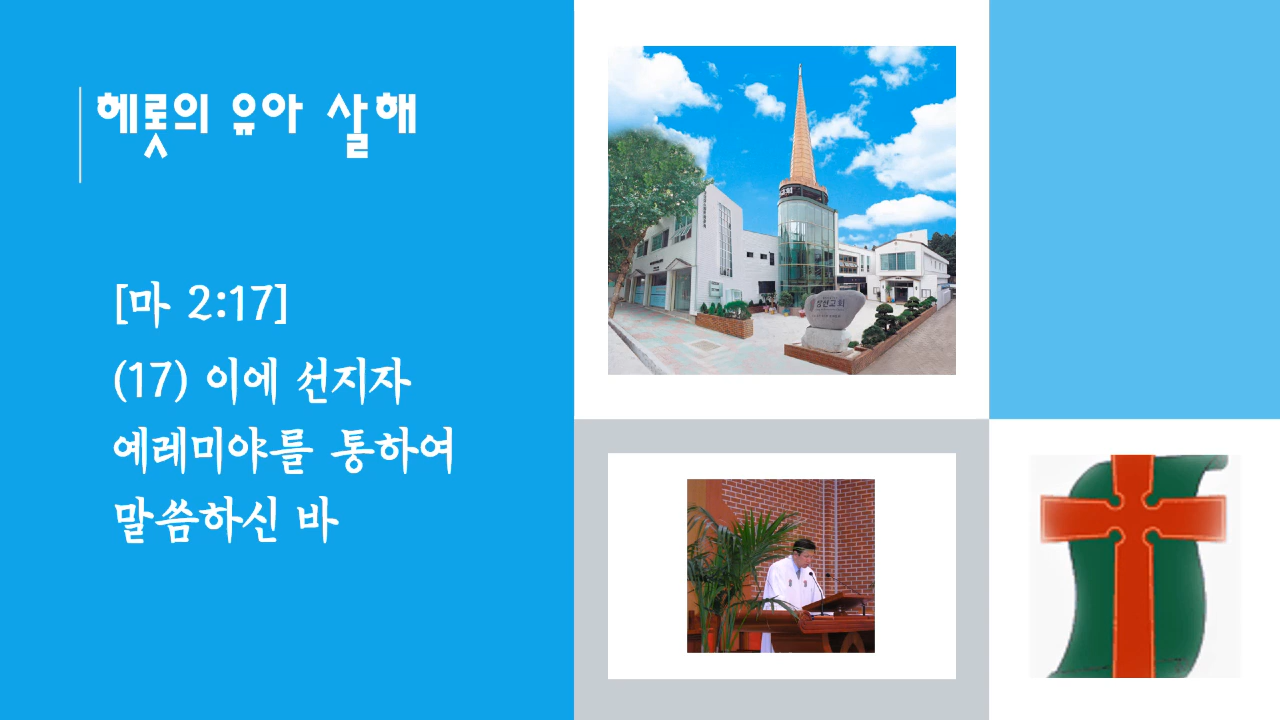 헤롯의 유아 살해
[마 2:17]
(17) 이에 선지자
예레미야를 통하여
말씀하신 바